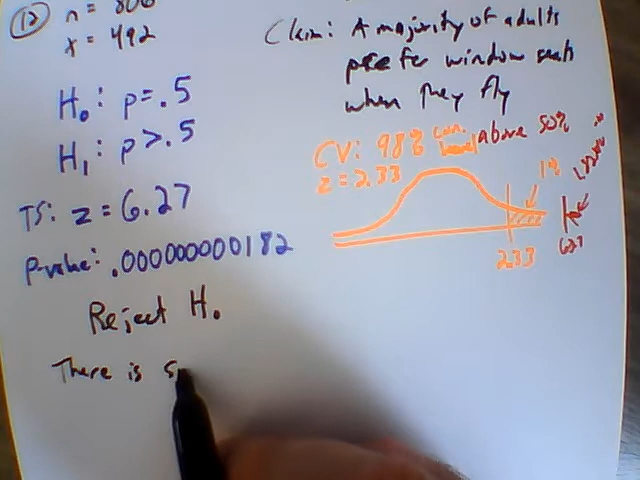 12 n = 800
x = 492
Claim: A majority of adults
prefer window seats
when they fly
H₀: p = .5
H₁: p > .5
TS: z = 6.27
P-value: .000000000182
CV: 98% con. level
above 50%
z = 2.33
1%
2.33
6.27
Reject H₀
There is s